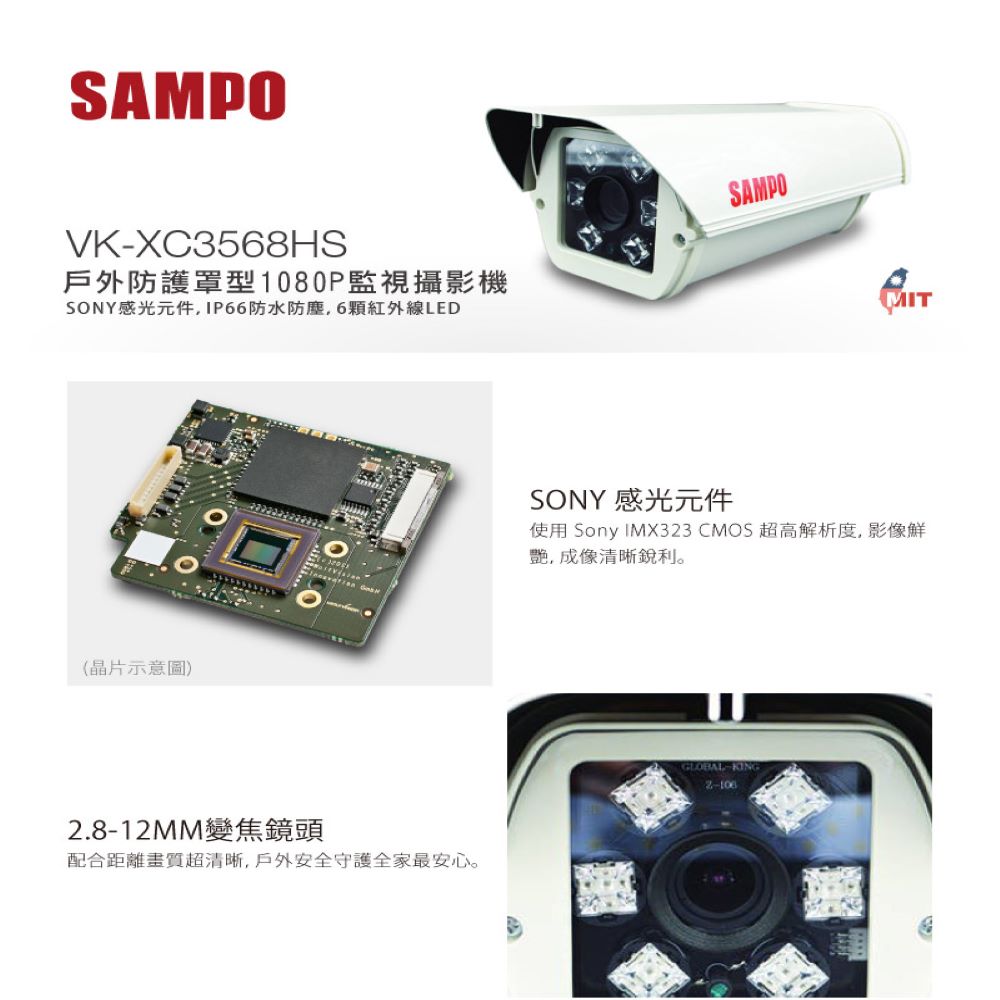 SAMPO
SAMPO
VK-XC3568HS
戶外防護罩型1080P監視攝影機
SONY感光元件, IP66防水防塵, 6顆紅外線LED
MIT
SONY 感光元件
使用 Sony IMX323 CMOS 超高解析度, 影像鮮
艷, 成像清晰銳利。
(晶片示意圖)
GLOBAL-KING
Z-106
2.8-12MM變焦鏡頭
配合距離畫質超清晰, 戶外安全守護全家最安心。